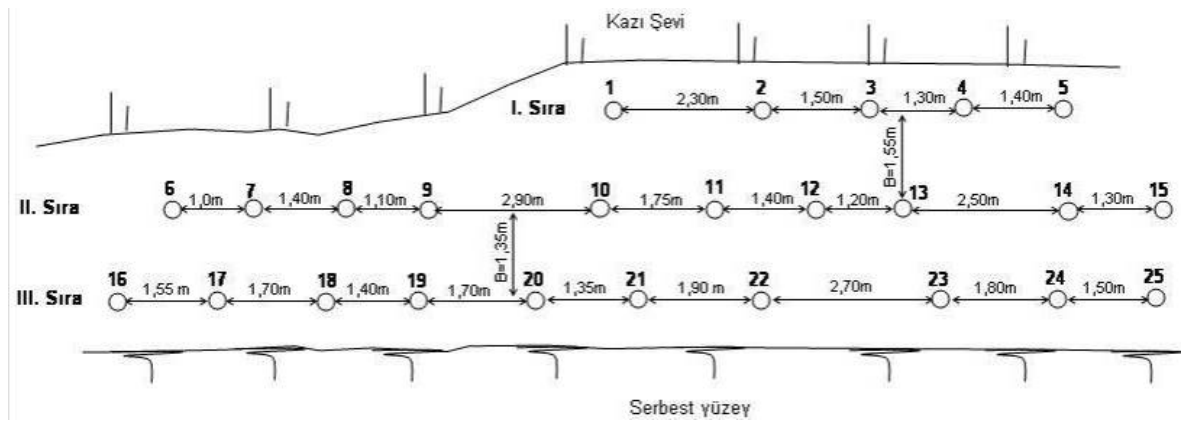 Kazı Şevi
1 2 3 4 5
I. Sıra 2,30m 1,50m 1,30m 1,40m
B=1,55m
6 7 8 9 10 11 12 13 14 15
II. Sıra 1,0m 1,40m 1,10m 2,90m 1,75m 1,40m 1,20m 2,50m 1,30m
B=1,35m
16 17 18 19 20 21 22 23 24 25
III. Sıra 1,55 m 1,70m 1,40m 1,70m 1,35m 1,90 m 2,70m 1,80m 1,50m
Serbest yüzey